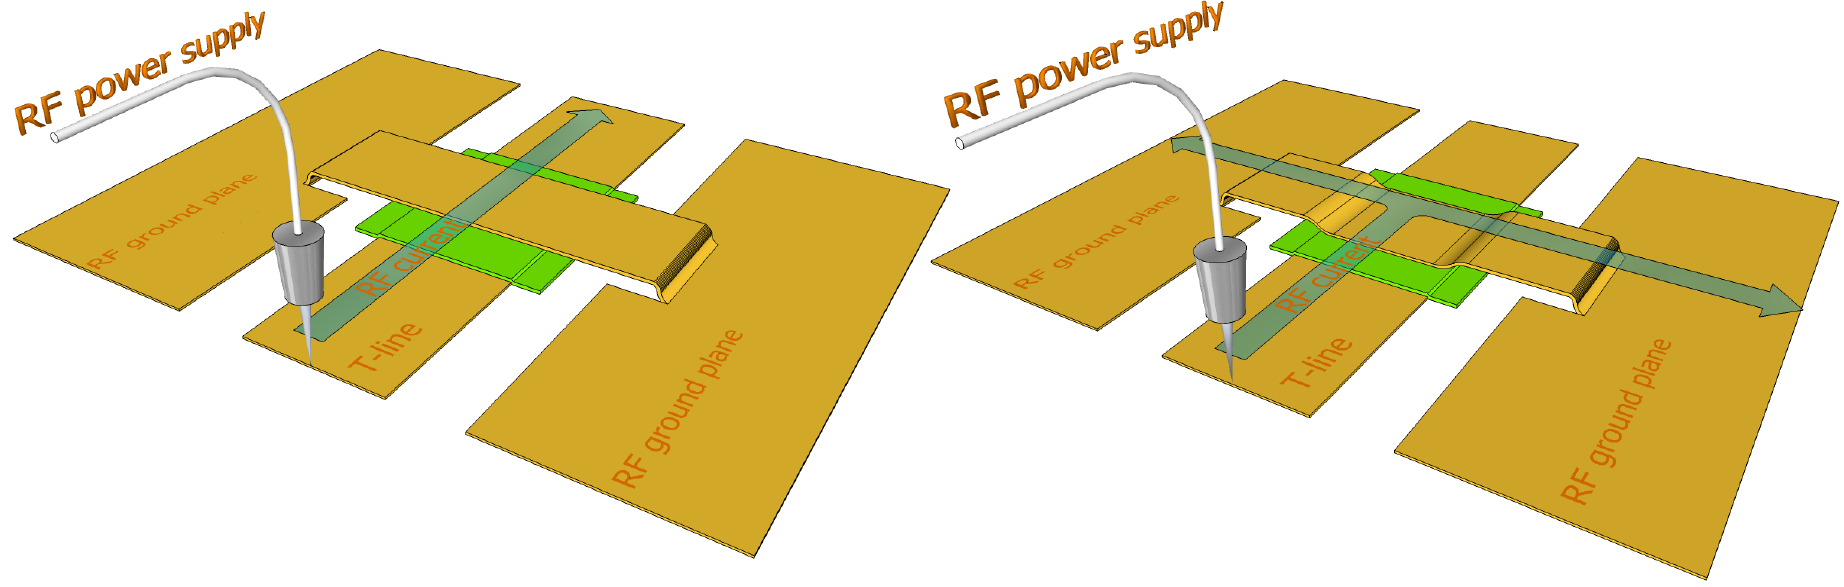 RF power supply
RF ground plane
RF current
T-line
RF ground plane
RF power supply
RF ground plane
RF current
T-line
RF ground plane